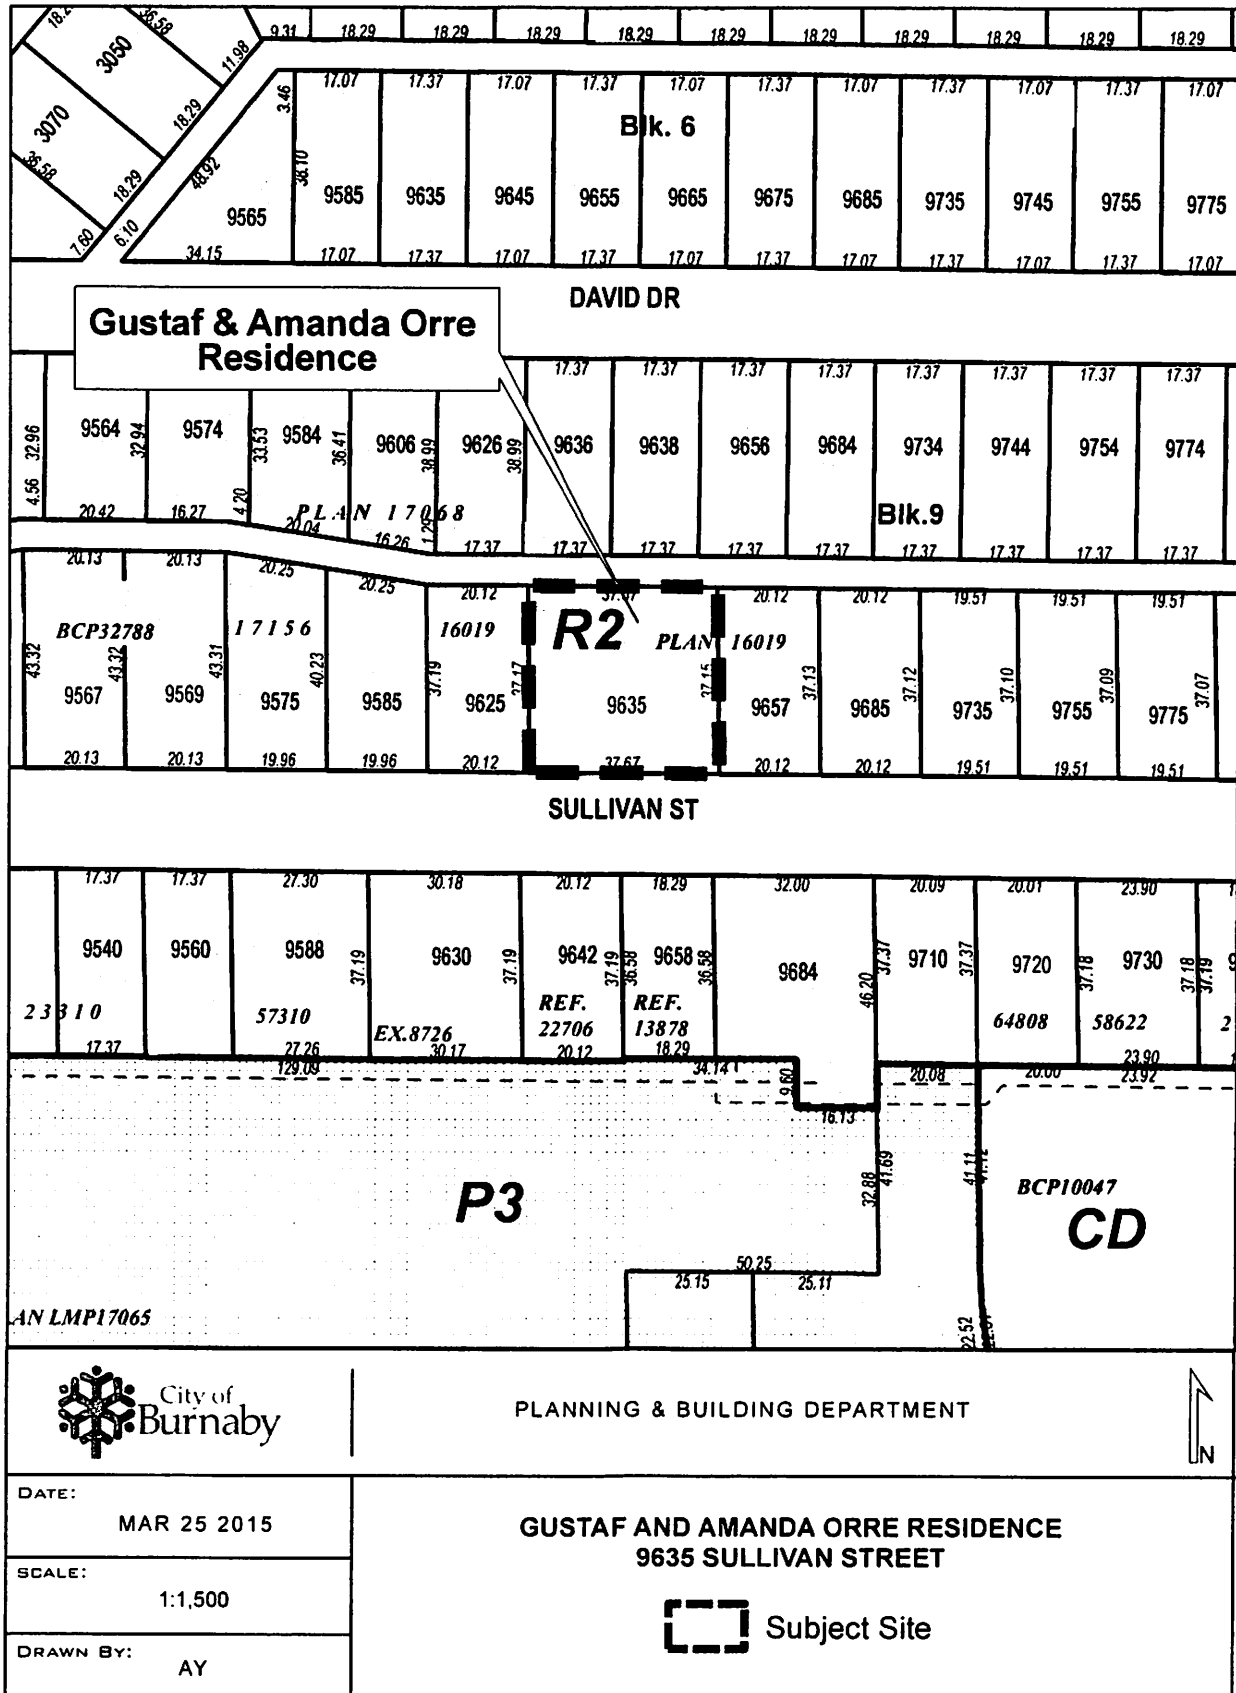 18.2
36.58
9.31 18.29 18.29 18.29 18.29 18.29 18.29 18.29 18.29 18.29 18.29
3050
11.98
3070
18.29
36.58
18.29
7.60
6.10
48.92
3.46
38.10
17.07 17.37 17.07 17.37 17.07 17.37 17.07 17.37 17.07 17.37 17.07
Blk. 6
9565 9585 9635 9645 9655 9665 9675 9685 9735 9745 9755 9775
34.15 17.07 17.37 17.07 17.37 17.07 17.37 17.07 17.37 17.07 17.37 17.07
DAVID DR
Gustaf & Amanda Orre
Residence
17.37 17.37 17.37 17.37 17.37 17.37 17.37 17.37
32.96 9564 32.94 9574 33.53 9584 36.41 9606 38.99 9626 38.99 9636 9638 9656 9684 9734 9744 9754 9774
4.56 4.20 1.29
PLAN 17068
Blk.9
20.42 16.27 20.04 16.26 17.37 17.37 17.37 17.37 17.37 17.37 17.37 17.37 17.37
20.13 20.13 20.25 20.25 20.12 37.67 20.12 20.12 19.51 19.51 19.51
BCP32788 17156 16019 R2 PLAN 16019
43.32 43.32 43.31 40.23 37.19 37.17 37.15 37.13 37.12 37.10 37.09 37.07
9567 9569 9575 9585 9625 9635 9657 9685 9735 9755 9775
20.13 20.13 19.96 19.96 20.12 37.67 20.12 20.12 19.51 19.51 19.51
SULLIVAN ST
17.37 17.37 27.30 30.18 20.12 18.29 32.00 20.09 20.01 23.90
9540 9560 9588 9630 9642 9658 9684 9710 9720 9730
37.19 37.19 37.19 36.58 36.58 46.20 37.37 37.37 37.18 37.18 37.19
23310 57310 EX.8726 REF. 22706 REF. 13878 64808 58622 2
17.37 27.26 30.17 20.12 18.29 23.90
129.09 34.14 9.60 20.08 20.00 23.92
16.13
32.88 41.69 41.11 41.12
P3
BCP10047
CD
50.25
25.15 25.11
22.52
AN LMP17065
City of
Burnaby
PLANNING & BUILDING DEPARTMENT
N
DATE:
MAR 25 2015
SCALE:
1:1,500
DRAWN BY:
AY
GUSTAF AND AMANDA ORRE RESIDENCE
9635 SULLIVAN STREET
Subject Site